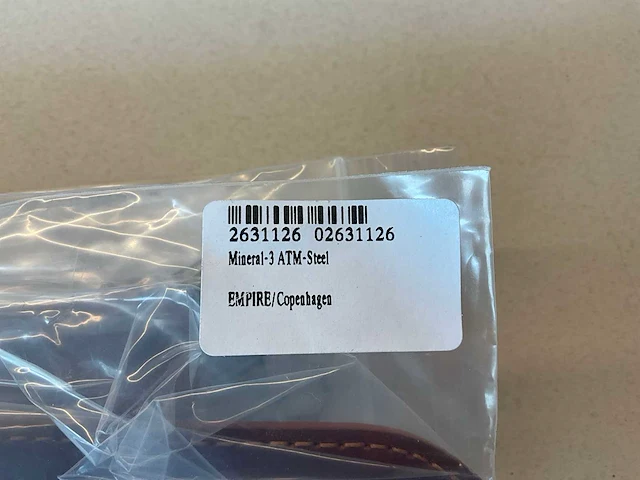 2631126 02631126
Mineral-3 ATM-Steel
EMPIRE/Copenhagen